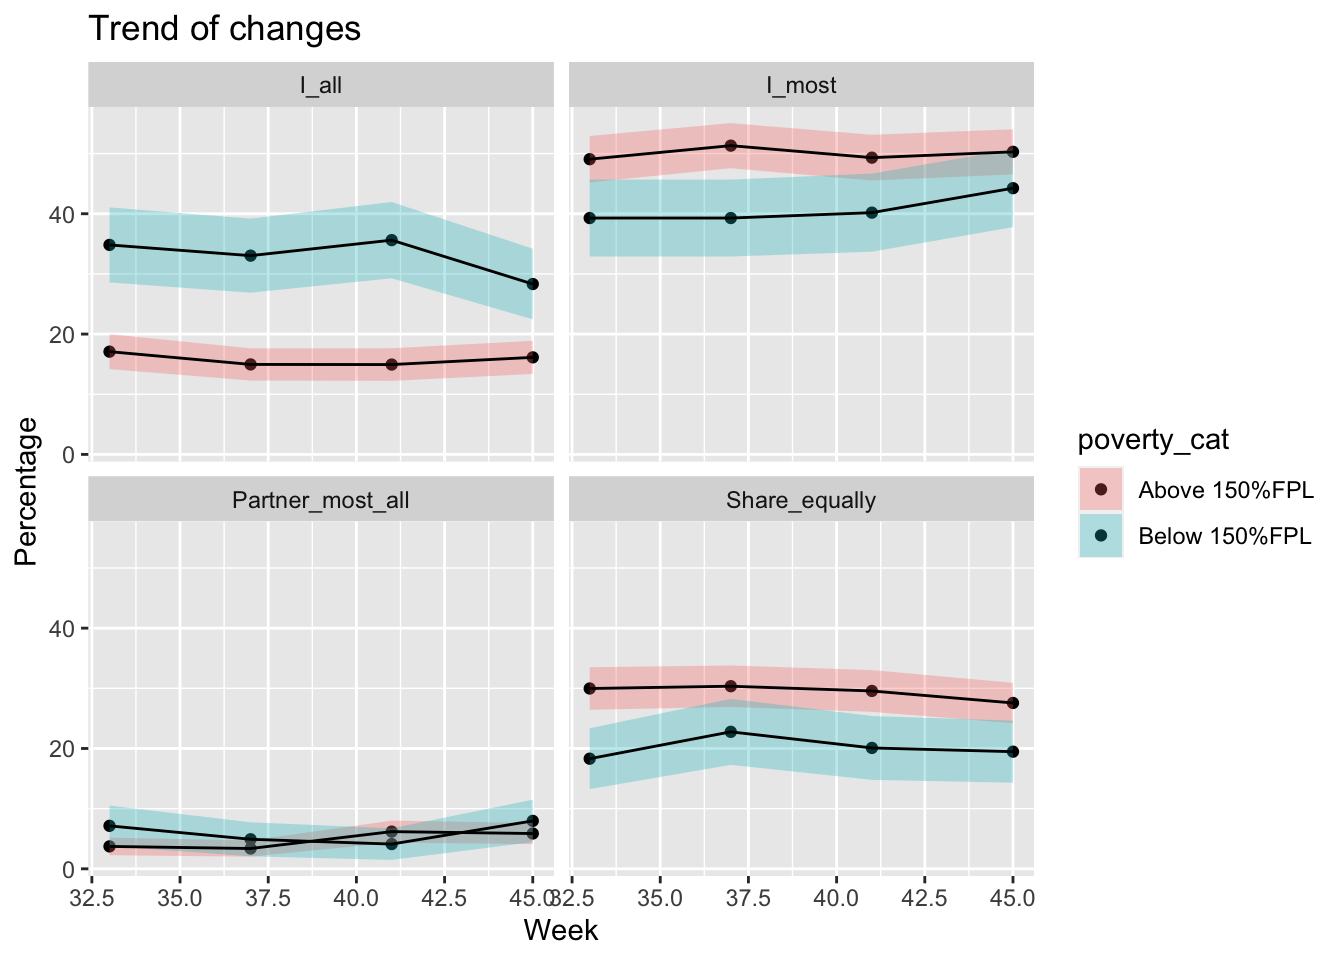 Trend of changes
I_all
I_most
40
20
0
Partner_most_all
Share_equally
40
20
0
32.5 35.0 37.5 40.0 42.5 45.0 32.5 35.0 37.5 40.0 42.5 45.0
Week
Percentage
poverty_cat
Above 150%FPL
Below 150%FPL